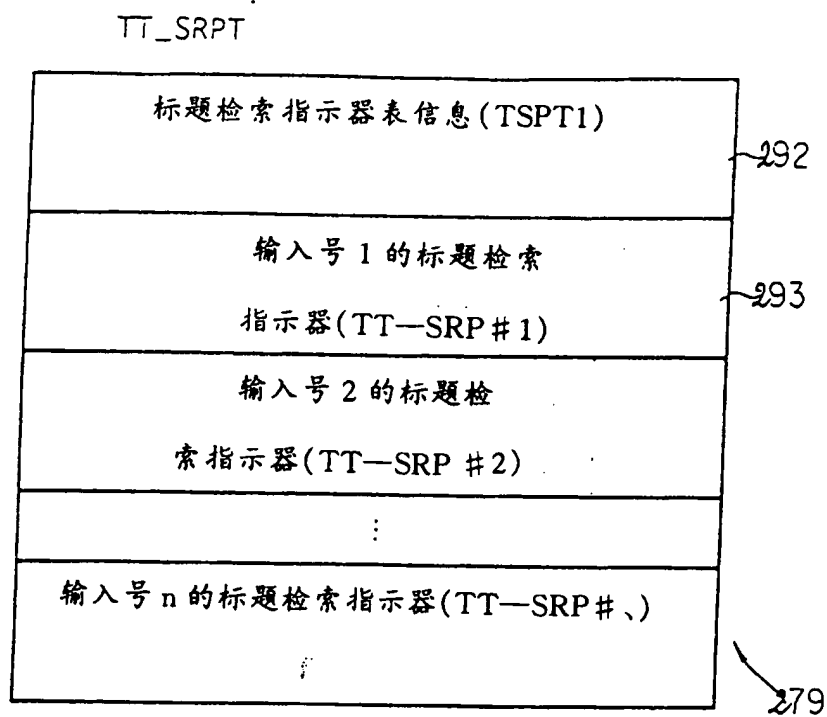 TT_SRPT
标题检索指示器表信息(TSPT1)
292
输入号1的标题检索
指示器(TT—SRP#1)
293
输入号2的标题检
索指示器(TT—SRP #2)
⋮
输入号n的标题检索指示器(TT—SRP#、)
279